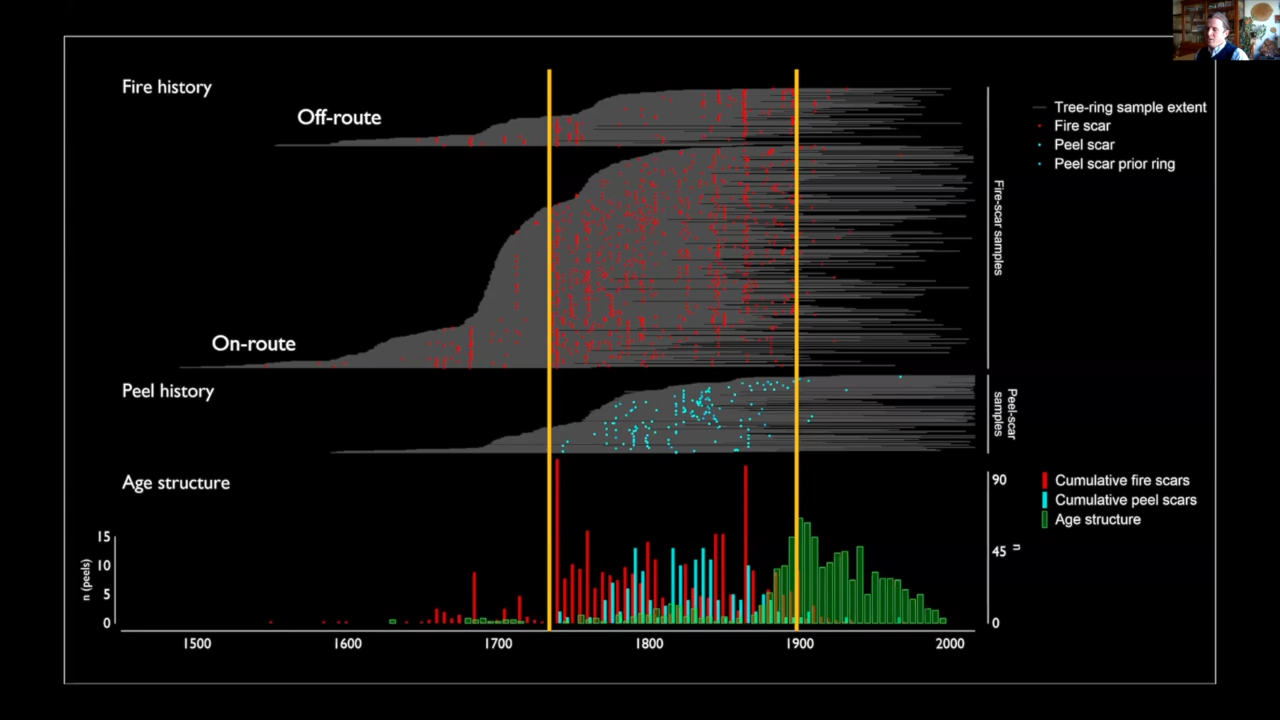 Fire history
Off-route
On-route
Tree-ring sample extent
Fire scar
Peel scar
Peel scar prior ring
Fire-scar samples
Peel history
Peel-scar
samples
Age structure
90
Cumulative fire scars
Cumulative peel scars
Age structure
15
45
n
10
n (peels)
5
0
0
1500
1600
1700
1800
1900
2000